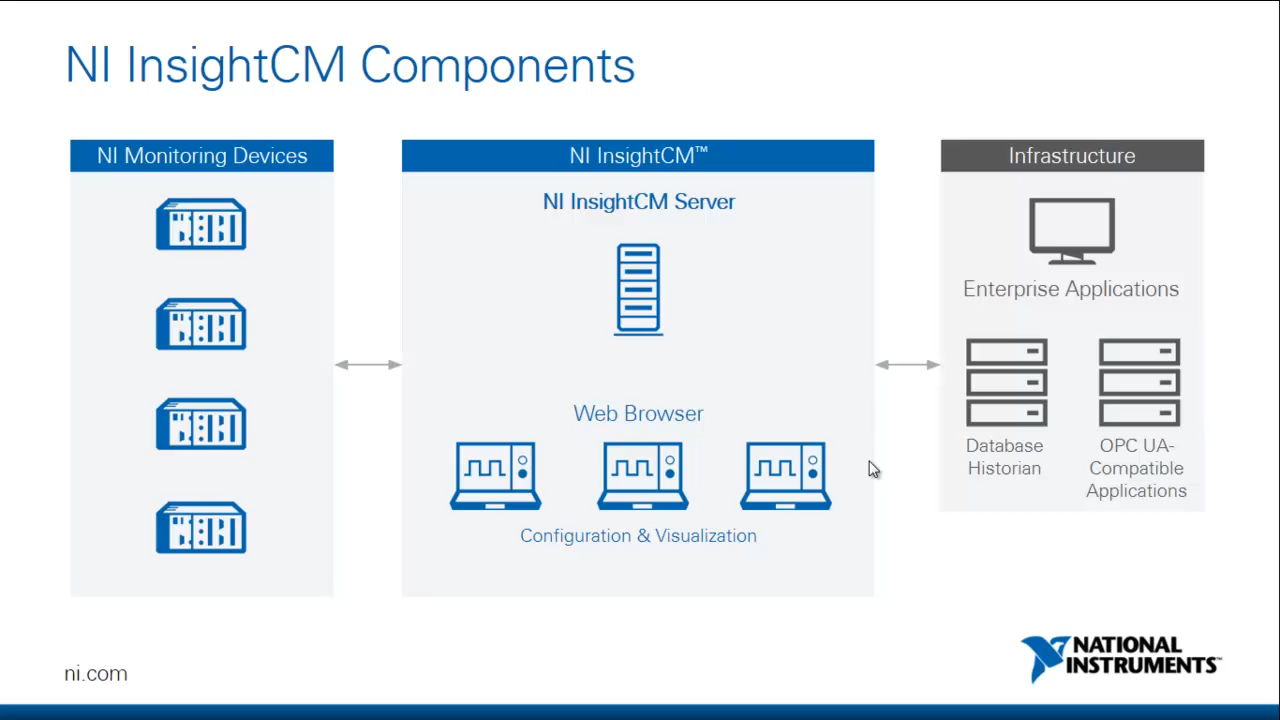 NI InsightCM Components
NI Monitoring Devices
NI InsightCM™
NI InsightCM Server
Web Browser
Configuration & Visualization
Infrastructure
Enterprise Applications
Database
Historian
OPC UA-
Compatible
Applications
ni.com
NATIONAL
INSTRUMENTS™